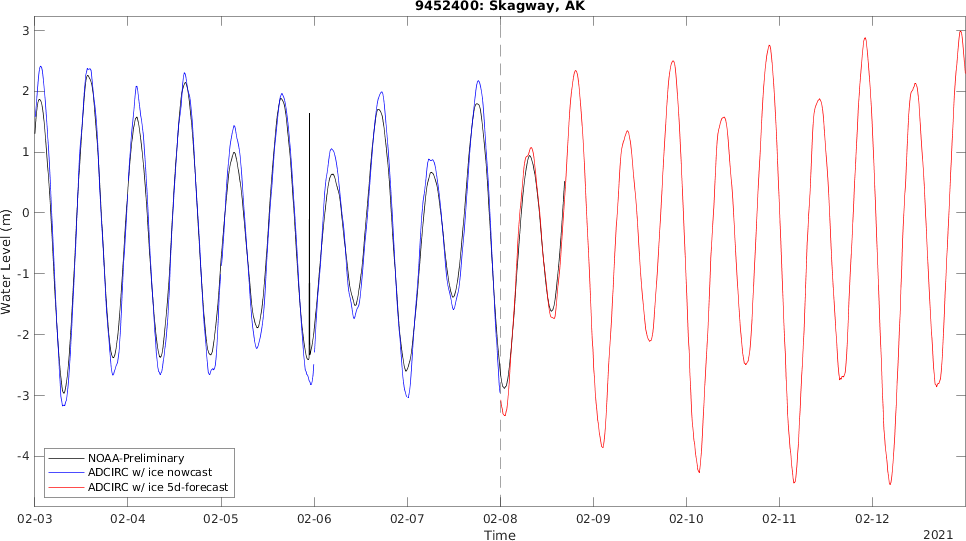 9452400: Skagway, AK
Water Level (m)
3
2
1
0
-1
-2
-3
-4
NOAA-Preliminary
ADCIRC w/ ice nowcast
ADCIRC w/ ice 5d-forecast
02-03 02-04 02-05 02-06 02-07 02-08 02-09 02-10 02-11 02-12
Time
2021